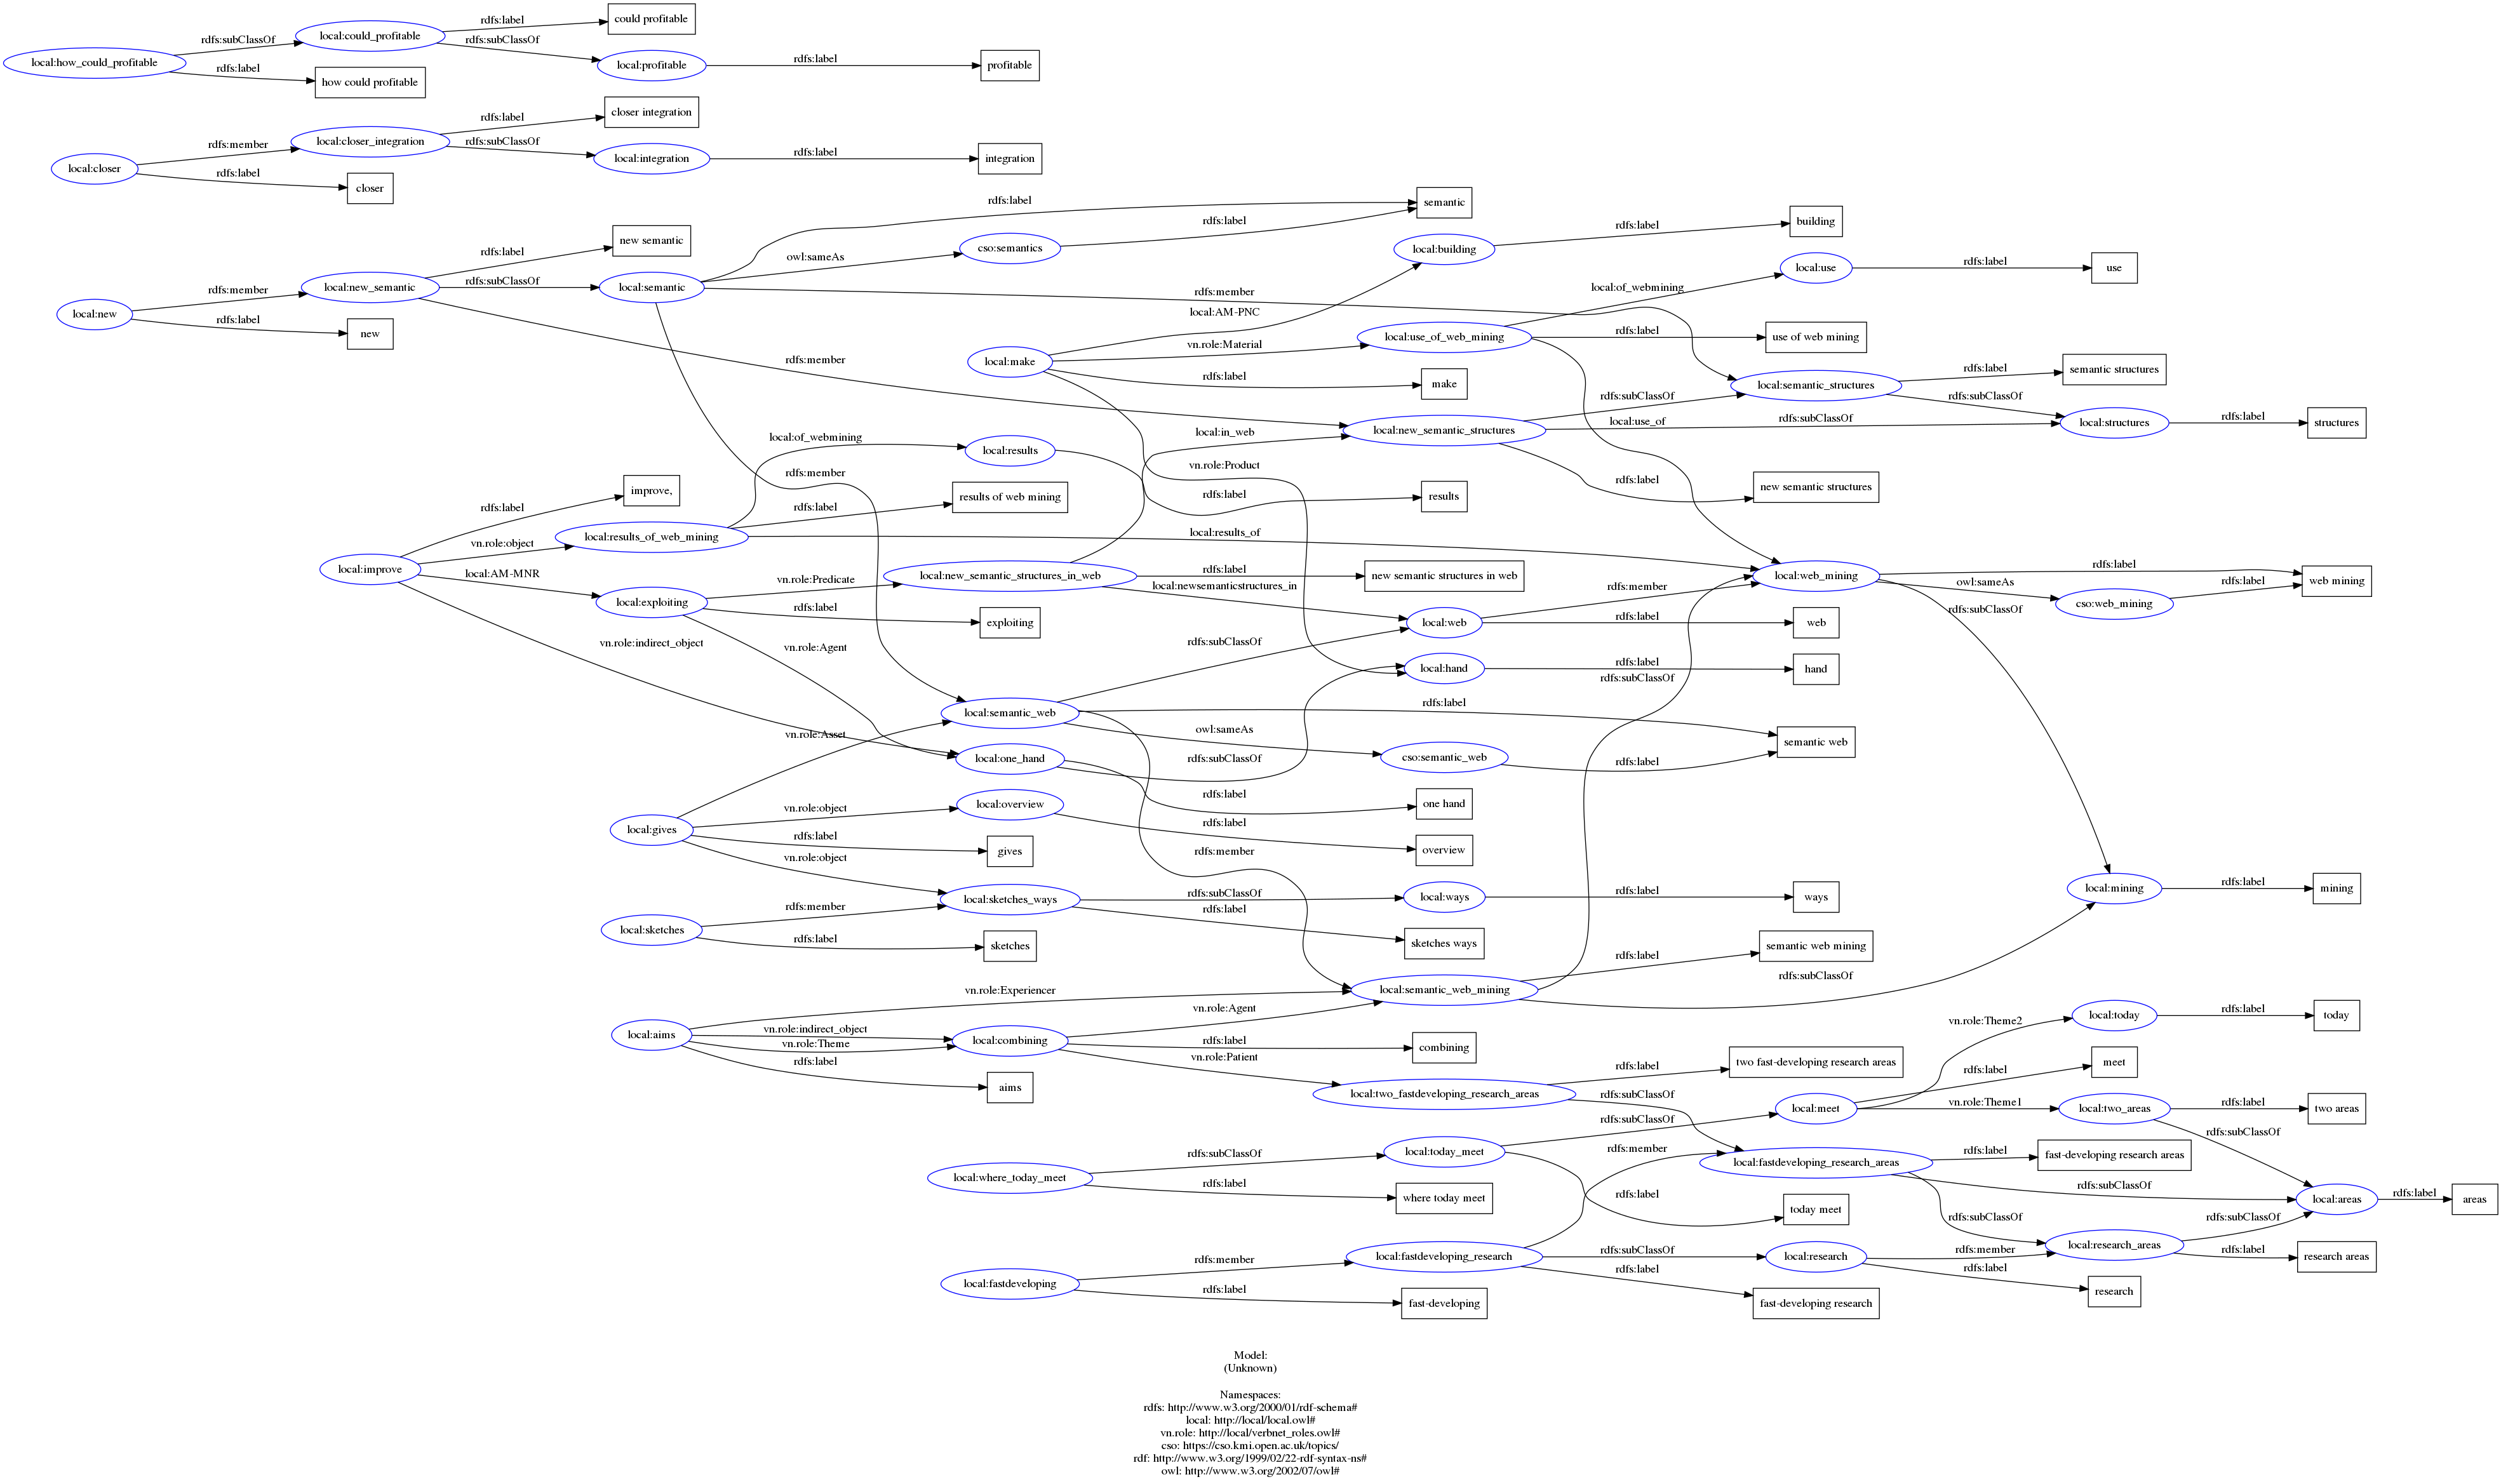 rdfs:label
could profitable
local:could_profitable
rdfs:subClassOf
rdfs:subClassOf
local:how_could_profitable
local:profitable
rdfs:label
profitable
rdfs:label
how could profitable
closer integration
rdfs:label
local:closer_integration
rdfs:member
rdfs:subClassOf
local:integration
rdfs:label
integration
local:closer
rdfs:label
closer
rdfs:label
semantic
rdfs:label
building
rdfs:label
new semantic
rdfs:label
cso:semantics
local:building
owl:sameAs
local:use
rdfs:label
use
local:new_semantic
rdfs:subClassOf
local:semantic
rdfs:member
rdfs:member
local:of_webmining
local:new
rdfs:label
new
local:AM-PNC
local:use_of_web_mining
rdfs:label
use of web mining
vn.role:Material
rdfs:member
local:make
rdfs:label
make
local:semantic_structures
rdfs:label
semantic structures
rdfs:subClassOf
rdfs:subClassOf
local:new_semantic_structures
local:use_of
rdfs:subClassOf
local:structures
rdfs:label
structures
local:in_web
local:of_webmining
local:results
vn.role:Product
rdfs:member
rdfs:label
new semantic structures
improve,
results of web mining
rdfs:label
results
rdfs:label
rdfs:label
local:results_of_web_mining
local:results_of
vn.role:object
local:improve
local:AM-MNR
local:exploiting
vn.role:Predicate
local:new_semantic_structures_in_web
rdfs:label
new semantic structures in web
local:newsemanticstructures_in
local:web_mining
rdfs:label
owl:sameAs
rdfs:label
web mining
cso:web_mining
rdfs:member
rdfs:subClassOf
rdfs:label
exploiting
local:web
rdfs:label
web
vn.role:indirect_object
vn.role:Agent
rdfs:subClassOf
local:hand
rdfs:label
hand
rdfs:subClassOf
local:semantic_web
rdfs:label
semantic web
vn.role:Asset
owl:sameAs
local:one_hand
rdfs:subClassOf
cso:semantic_web
rdfs:label
rdfs:label
one hand
vn.role:object
local:overview
local:gives
rdfs:label
gives
rdfs:label
overview
vn.role:object
rdfs:member
local:sketches_ways
rdfs:subClassOf
local:ways
rdfs:label
ways
local:mining
rdfs:label
mining
rdfs:member
local:sketches
rdfs:label
sketches
rdfs:label
sketches ways
rdfs:label
semantic web mining
local:semantic_web_mining
rdfs:subClassOf
vn.role:Experiencer
vn.role:Agent
local:aims
vn.role:indirect_object
vn.role:Theme
local:combining
rdfs:label
combining
vn.role:Patient
rdfs:label
aims
local:two_fastdeveloping_research_areas
rdfs:label
two fast-developing research areas
rdfs:subClassOf
vn.role:Theme2
local:today
rdfs:label
today
rdfs:label
meet
local:meet
vn.role:Theme1
local:two_areas
rdfs:label
two areas
rdfs:subClassOf
rdfs:subClassOf
local:today_meet
rdfs:member
local:fastdeveloping_research_areas
rdfs:label
fast-developing research areas
rdfs:subClassOf
local:where_today_meet
rdfs:subClassOf
rdfs:label
where today meet
rdfs:label
today meet
rdfs:subClassOf
local:areas
rdfs:label
areas
rdfs:subClassOf
local:research_areas
rdfs:label
research areas
local:fastdeveloping_research
rdfs:subClassOf
local:research
rdfs:member
rdfs:label
research
rdfs:member
local:fastdeveloping
rdfs:label
fast-developing
rdfs:label
fast-developing research
Model:
(Unknown)
Namespaces:
rdfs: http://www.w3.org/2000/01/rdf-schema#
local: http://local/local.owl#
vn.role: http://local/verbnet_roles.owl#
cso: https://cso.kmi.open.ac.uk/topics/
rdf: http://www.w3.org/1999/02/22-rdf-syntax-ns#
owl: http://www.w3.org/2002/07/owl#